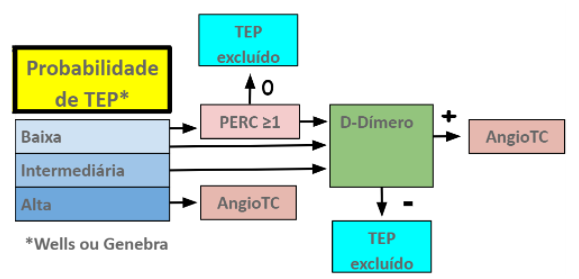 TEP
excluído
Probabilidade
de TEP*
0
PERC ≥1
D-Dímero
+
AngioTC
Baixa
Intermediária
Alta
AngioTC
-
TEP
excluído
*Wells ou Genebra